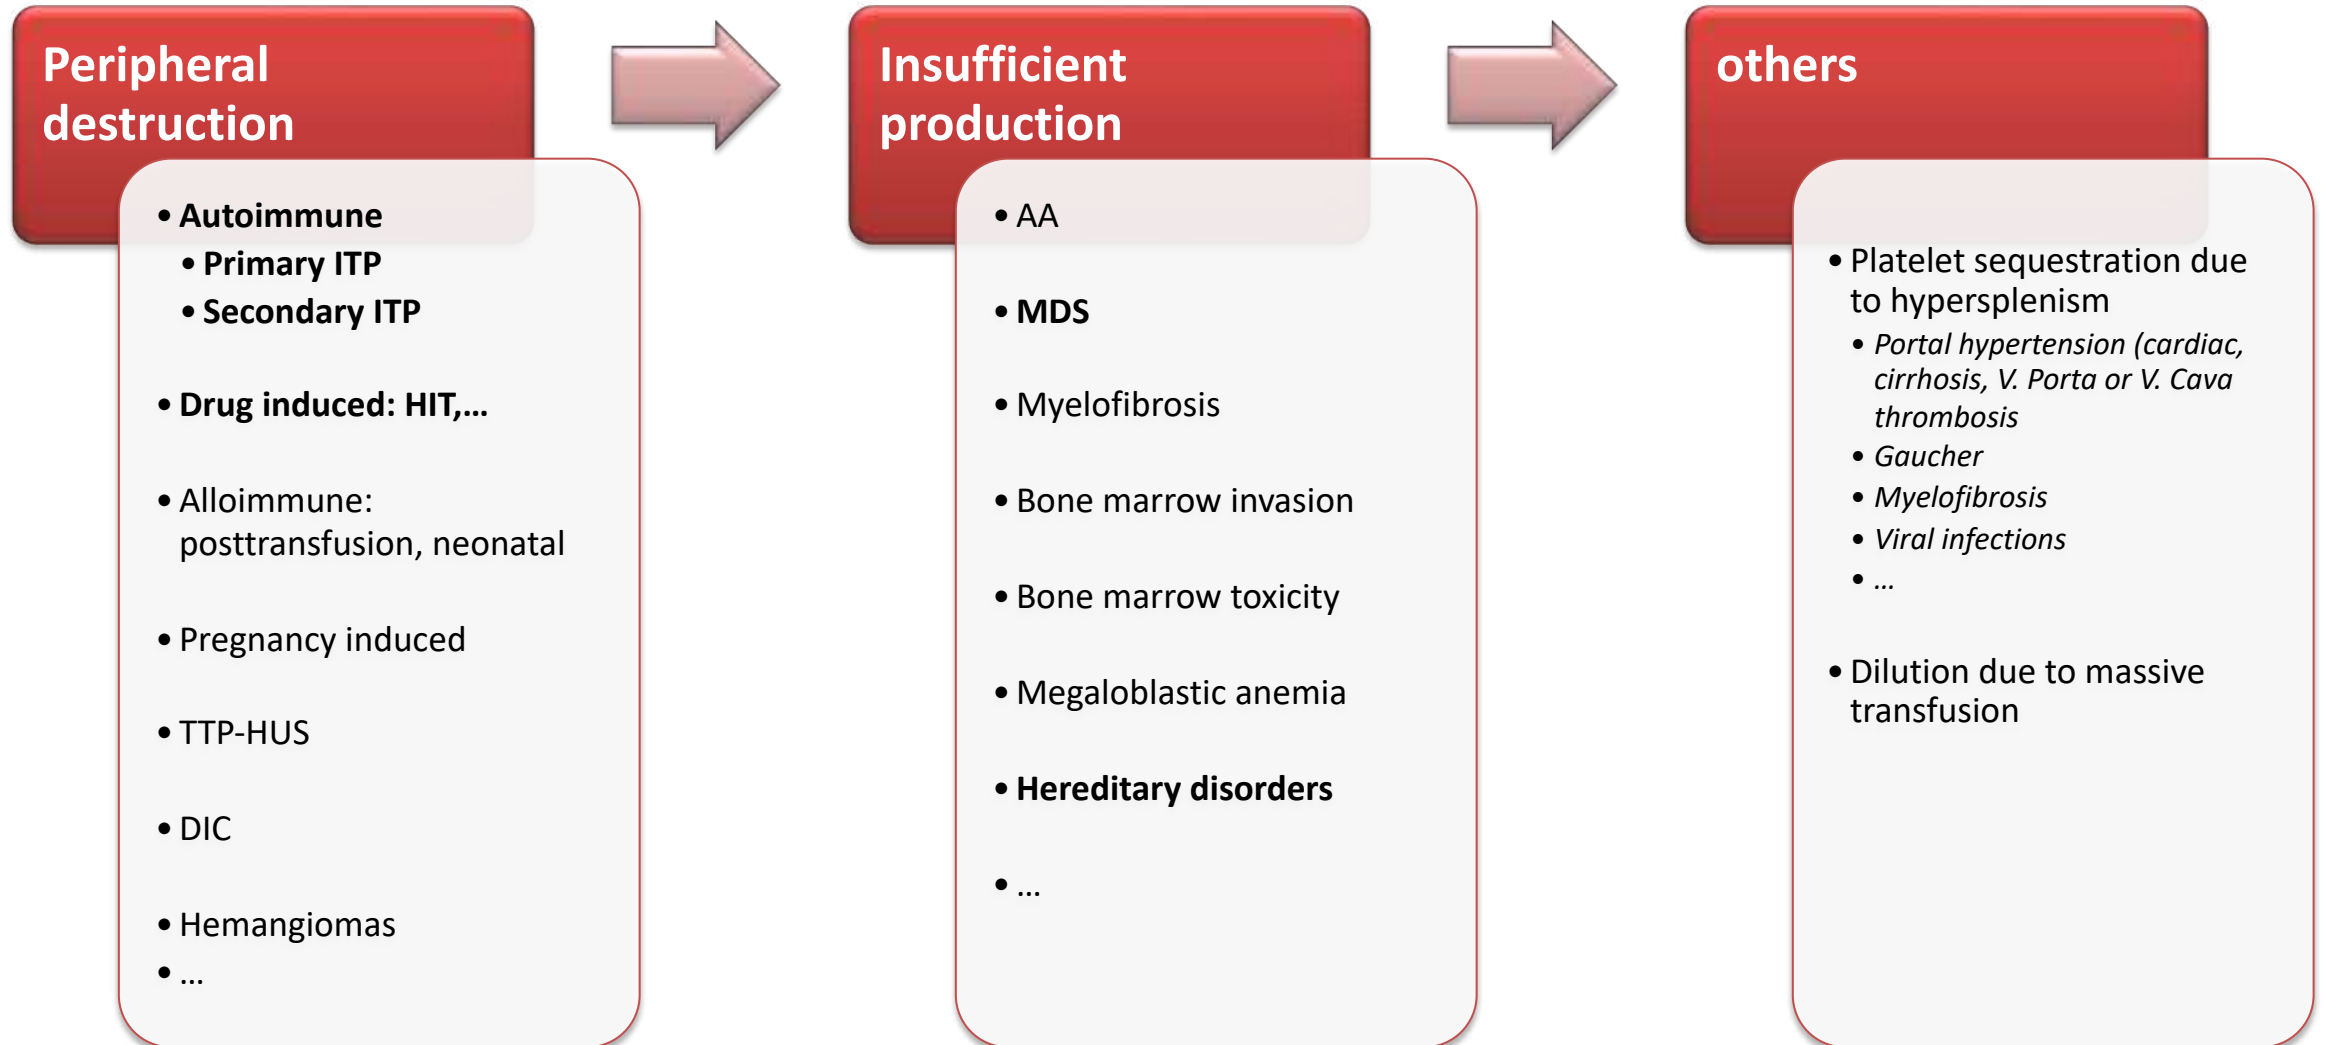 Peripheral
destruction
• Autoimmune
• Primary ITP
• Secondary ITP
• Drug induced: HIT,…
• Alloimmune:
posttransfusion, neonatal
• Pregnancy induced
• TTP-HUS
• DIC
• Hemangiomas
• …
Insufficient
production
• AA
• MDS
• Myelofibrosis
• Bone marrow invasion
• Bone marrow toxicity
• Megaloblastic anemia
• Hereditary disorders
• …
others
• Platelet sequestration due
to hypersplenism
• Portal hypertension (cardiac,
cirrhosis, V. Porta or V. Cava
thrombosis
• Gaucher
• Myelofibrosis
• Viral infections
• …
• Dilution due to massive
transfusion